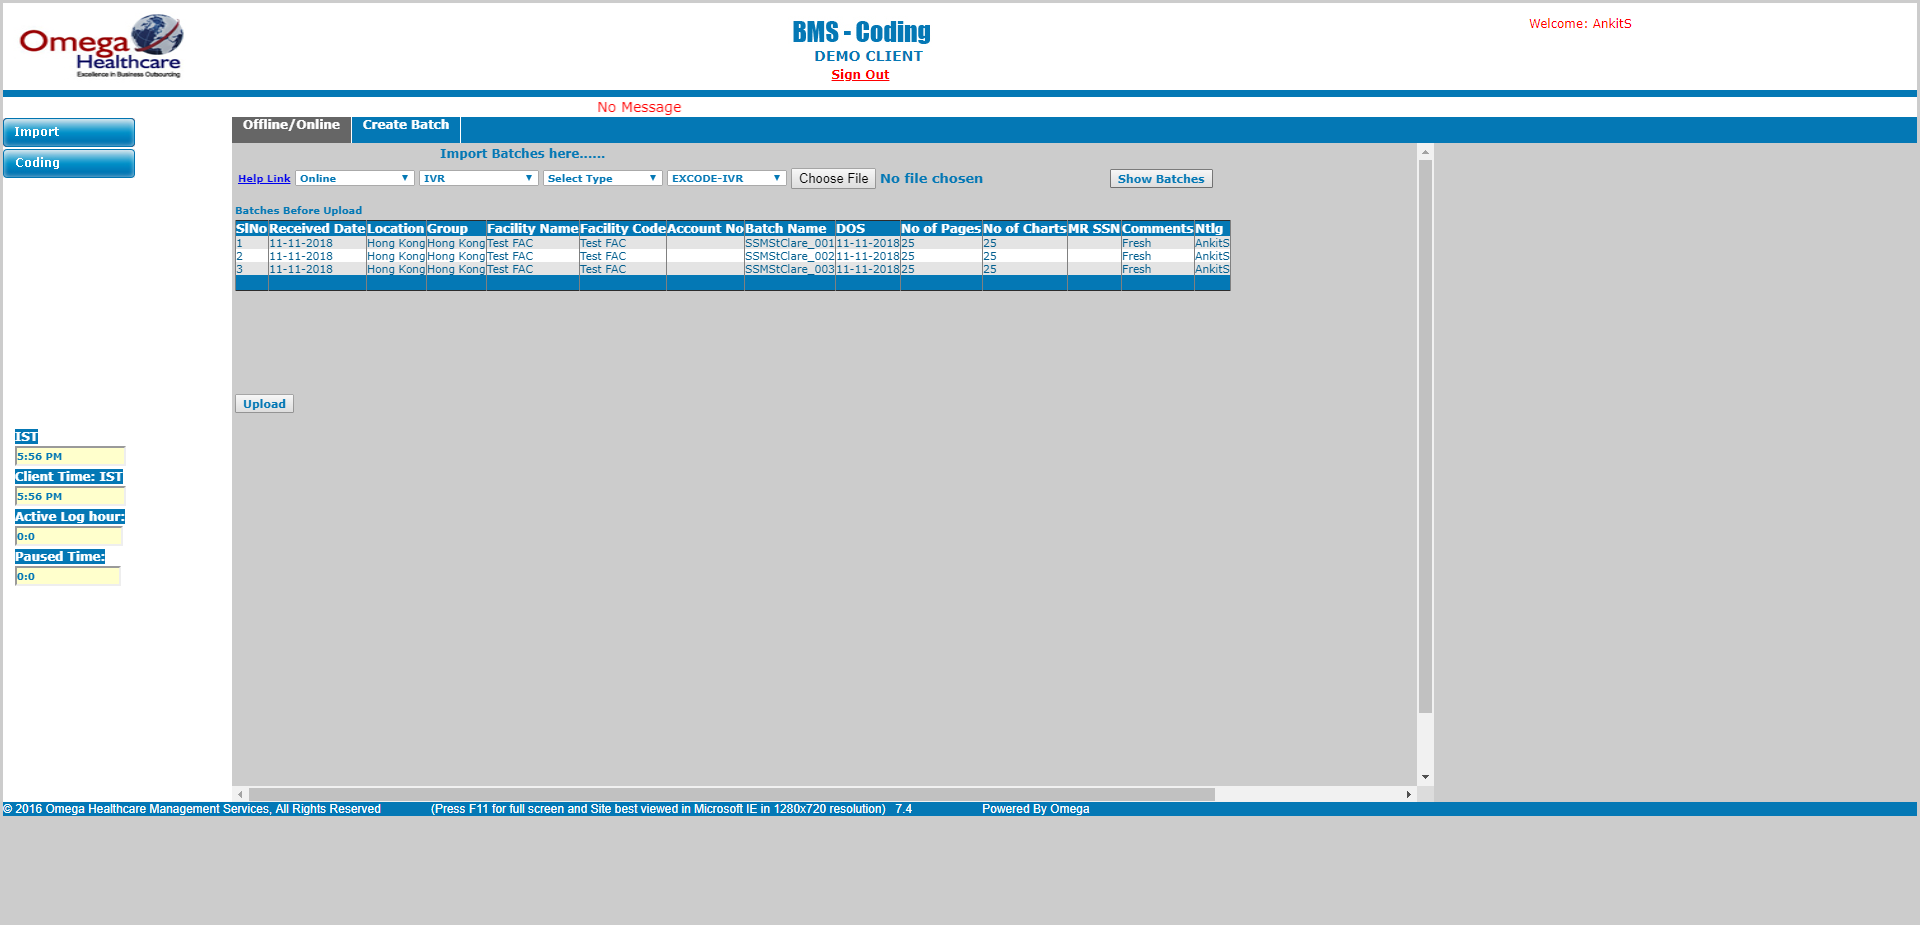 Omega
Healthcare
Excellence in Business Outsourcing
BMS - Coding
DEMO CLIENT
Sign Out
Welcome: AnkitS
No Message
Import
Coding
Offline/Online Create Batch
Import Batches here......
Help Link Online IVR Select Type EXCODE-IVR Choose File No file chosen Show Batches
Batches Before Upload
SlNo Received Date Location Group Facility Name Facility Code Account No Batch Name DOS No of Pages No of Charts MR SSN Comments Ntlg
1 11-11-2018 Hong Kong Hong Kong Test FAC Test FAC SSMStClare_001 11-11-2018 25 25 Fresh AnkitS
2 11-11-2018 Hong Kong Hong Kong Test FAC Test FAC SSMStClare_002 11-11-2018 25 25 Fresh AnkitS
3 11-11-2018 Hong Kong Hong Kong Test FAC Test FAC SSMStClare_003 11-11-2018 25 25 Fresh AnkitS
Upload
IST
5:56 PM
Client Time: IST
5:56 PM
Active Log hour:
0:0
Paused Time:
0:0
© 2016 Omega Healthcare Management Services, All Rights Reserved (Press F11 for full screen and Site best viewed in Microsoft IE in 1280x720 resolution) 7.4 Powered By Omega